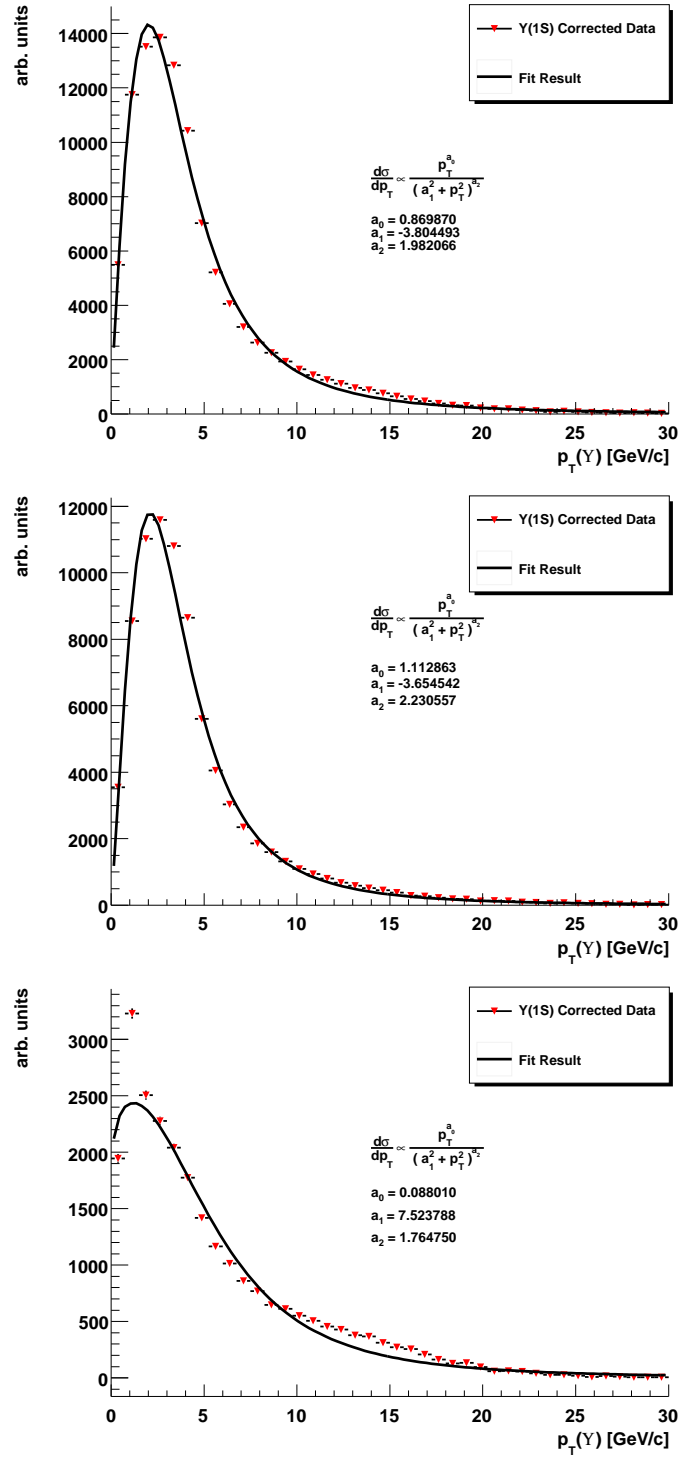 arb. units
14000
12000
10000
8000
6000
4000
2000
0
Υ(1S) Corrected Data
Fit Result
dσ/dp_T ∝ p_T^{a_0} / ( a_1^2 + p_T^2 )^{a_2}
a_0 = 0.869870
a_1 = -3.804493
a_2 = 1.982066
0 5 10 15 20 25 30
p_T(Υ) [GeV/c]
arb. units
12000
10000
8000
6000
4000
2000
0
Υ(1S) Corrected Data
Fit Result
dσ/dp_T ∝ p_T^{a_0} / ( a_1^2 + p_T^2 )^{a_2}
a_0 = 1.112863
a_1 = -3.654542
a_2 = 2.230557
0 5 10 15 20 25 30
p_T(Υ) [GeV/c]
arb. units
3000
2500
2000
1500
1000
500
0
Υ(1S) Corrected Data
Fit Result
dσ/dp_T ∝ p_T^{a_0} / ( a_1^2 + p_T^2 )^{a_2}
a_0 = 0.088010
a_1 = 7.523788
a_2 = 1.764750
0 5 10 15 20 25 30
p_T(Υ) [GeV/c]